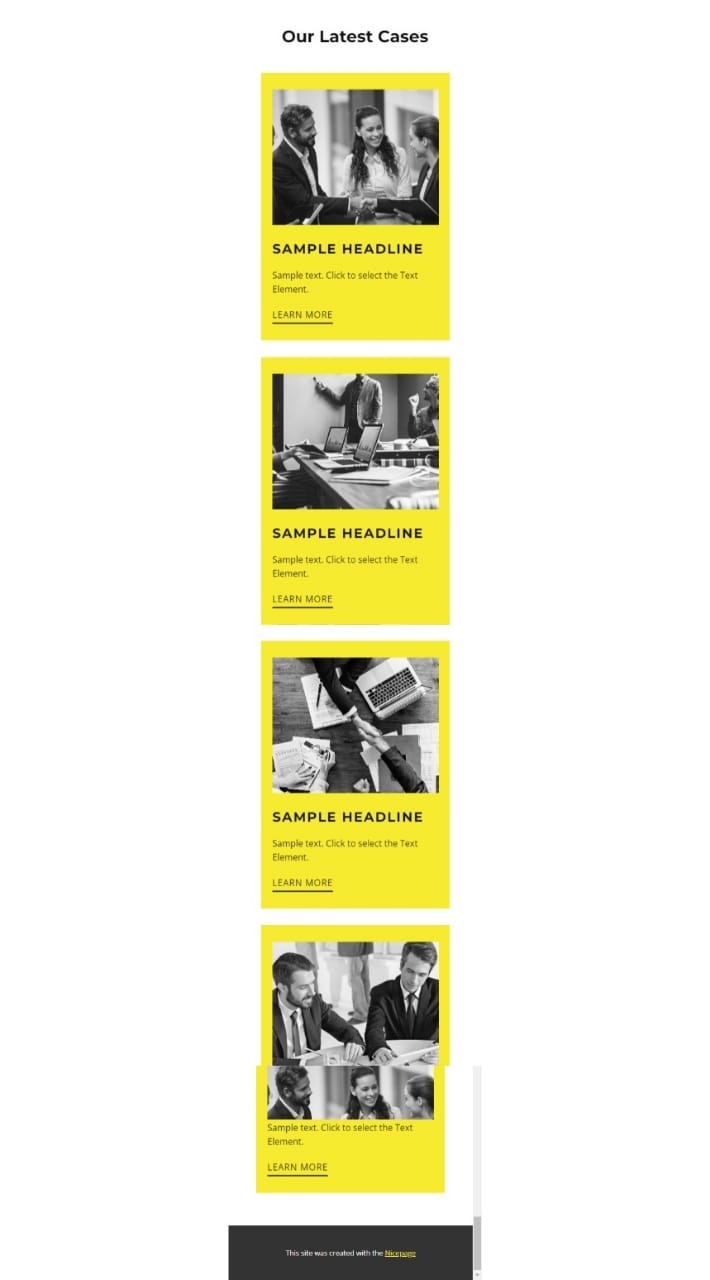 Our Latest Cases
SAMPLE HEADLINE
Sample text. Click to select the Text
Element.
LEARN MORE
SAMPLE HEADLINE
Sample text. Click to select the Text
Element.
LEARN MORE
SAMPLE HEADLINE
Sample text. Click to select the Text
Element.
LEARN MORE
Sample text. Click to select the Text
Element.
LEARN MORE
This site was created with the Nicepage